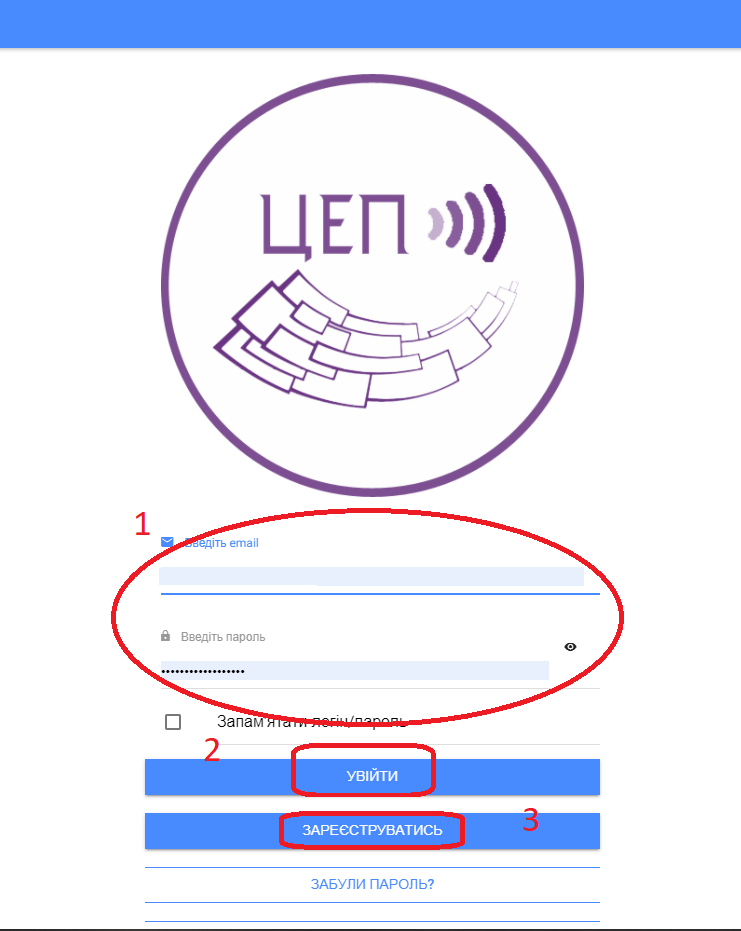 ЦЕП
1
Введіть email
Введіть пароль
••••••••••••••••••
Запам'ятати логін/пароль
2
УВІЙТИ
ЗАРЕЄСТРУВАТИСЬ
3
ЗАБУЛИ ПАРОЛЬ?